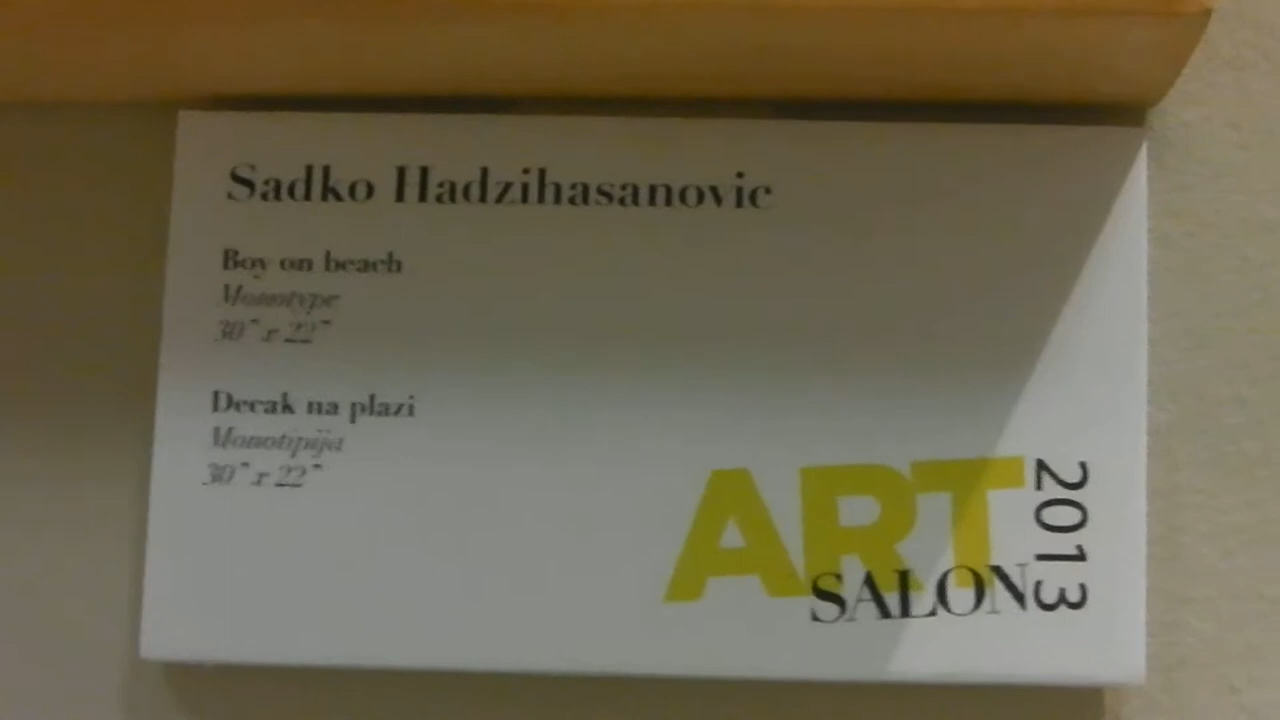 Sadko Hadzihasanovic
Boy on beach
Monotype
30" x 22"
Decak na plazi
Monotipija
30" x 22"
ART
SALON
2013